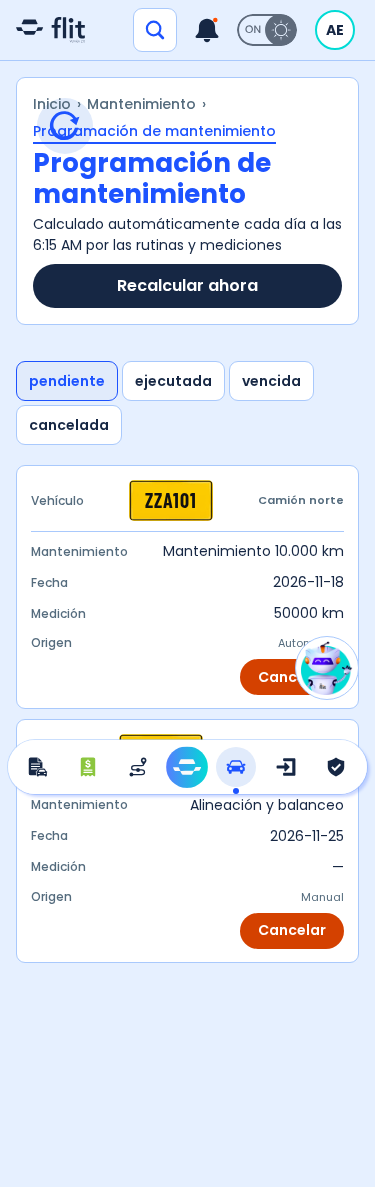 flit
ON
AE
Inicio › Mantenimiento ›
Programación de mantenimiento
Programación de
mantenimiento
Calculado automáticamente cada día a las
6:15 AM por las rutinas y mediciones
Recalcular ahora
pendiente ejecutada vencida
cancelada
Vehículo ZZA101 Camión norte
Mantenimiento Mantenimiento 10.000 km
Fecha 2026-11-18
Medición 50000 km
Origen
Mantenimiento Alineación y balanceo
Fecha 2026-11-25
Medición —
Origen Manual
Cancelar